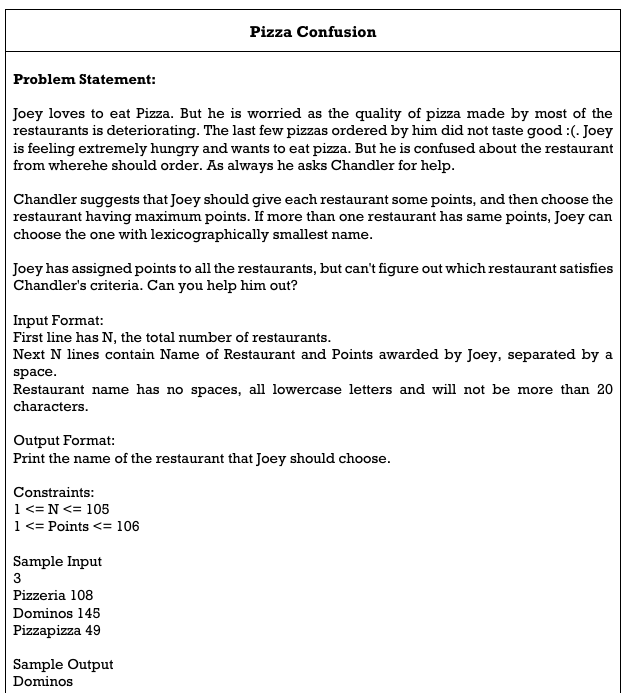 Pizza Confusion
Problem Statement:
Joey loves to eat Pizza. But he is worried as the quality of pizza made by most of the
restaurants is deteriorating. The last few pizzas ordered by him did not taste good :(. Joey
is feeling extremely hungry and wants to eat pizza. But he is confused about the restaurant
from wherehe should order. As always he asks Chandler for help.
Chandler suggests that Joey should give each restaurant some points, and then choose the
restaurant having maximum points. If more than one restaurant has same points, Joey can
choose the one with lexicographically smallest name.
Joey has assigned points to all the restaurants, but can't figure out which restaurant satisfies
Chandler's criteria. Can you help him out?
Input Format:
First line has N, the total number of restaurants.
Next N lines contain Name of Restaurant and Points awarded by Joey, separated by a
space.
Restaurant name has no spaces, all lowercase letters and will not be more than 20
characters.
Output Format:
Print the name of the restaurant that Joey should choose.
Constraints:
1 <= N <= 105
1 <= Points <= 106
Sample Input
3
Pizzeria 108
Dominos 145
Pizzapizza 49
Sample Output
Dominos